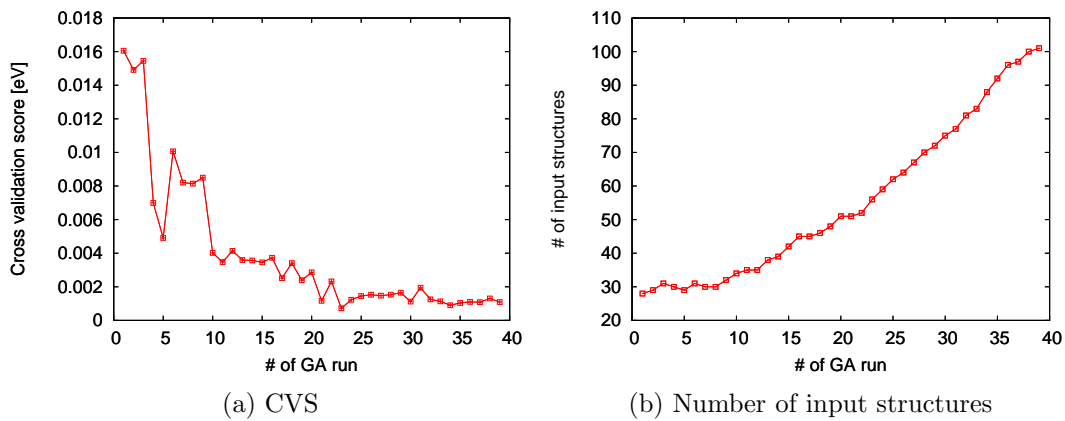 Cross validation score [eV]
0.018
0.016
0.014
0.012
0.01
0.008
0.006
0.004
0.002
0
0 5 10 15 20 25 30 35 40
# of GA run
(a) CVS
# of input structures
110
100
90
80
70
60
50
40
30
20
0 5 10 15 20 25 30 35 40
# of GA run
(b) Number of input structures